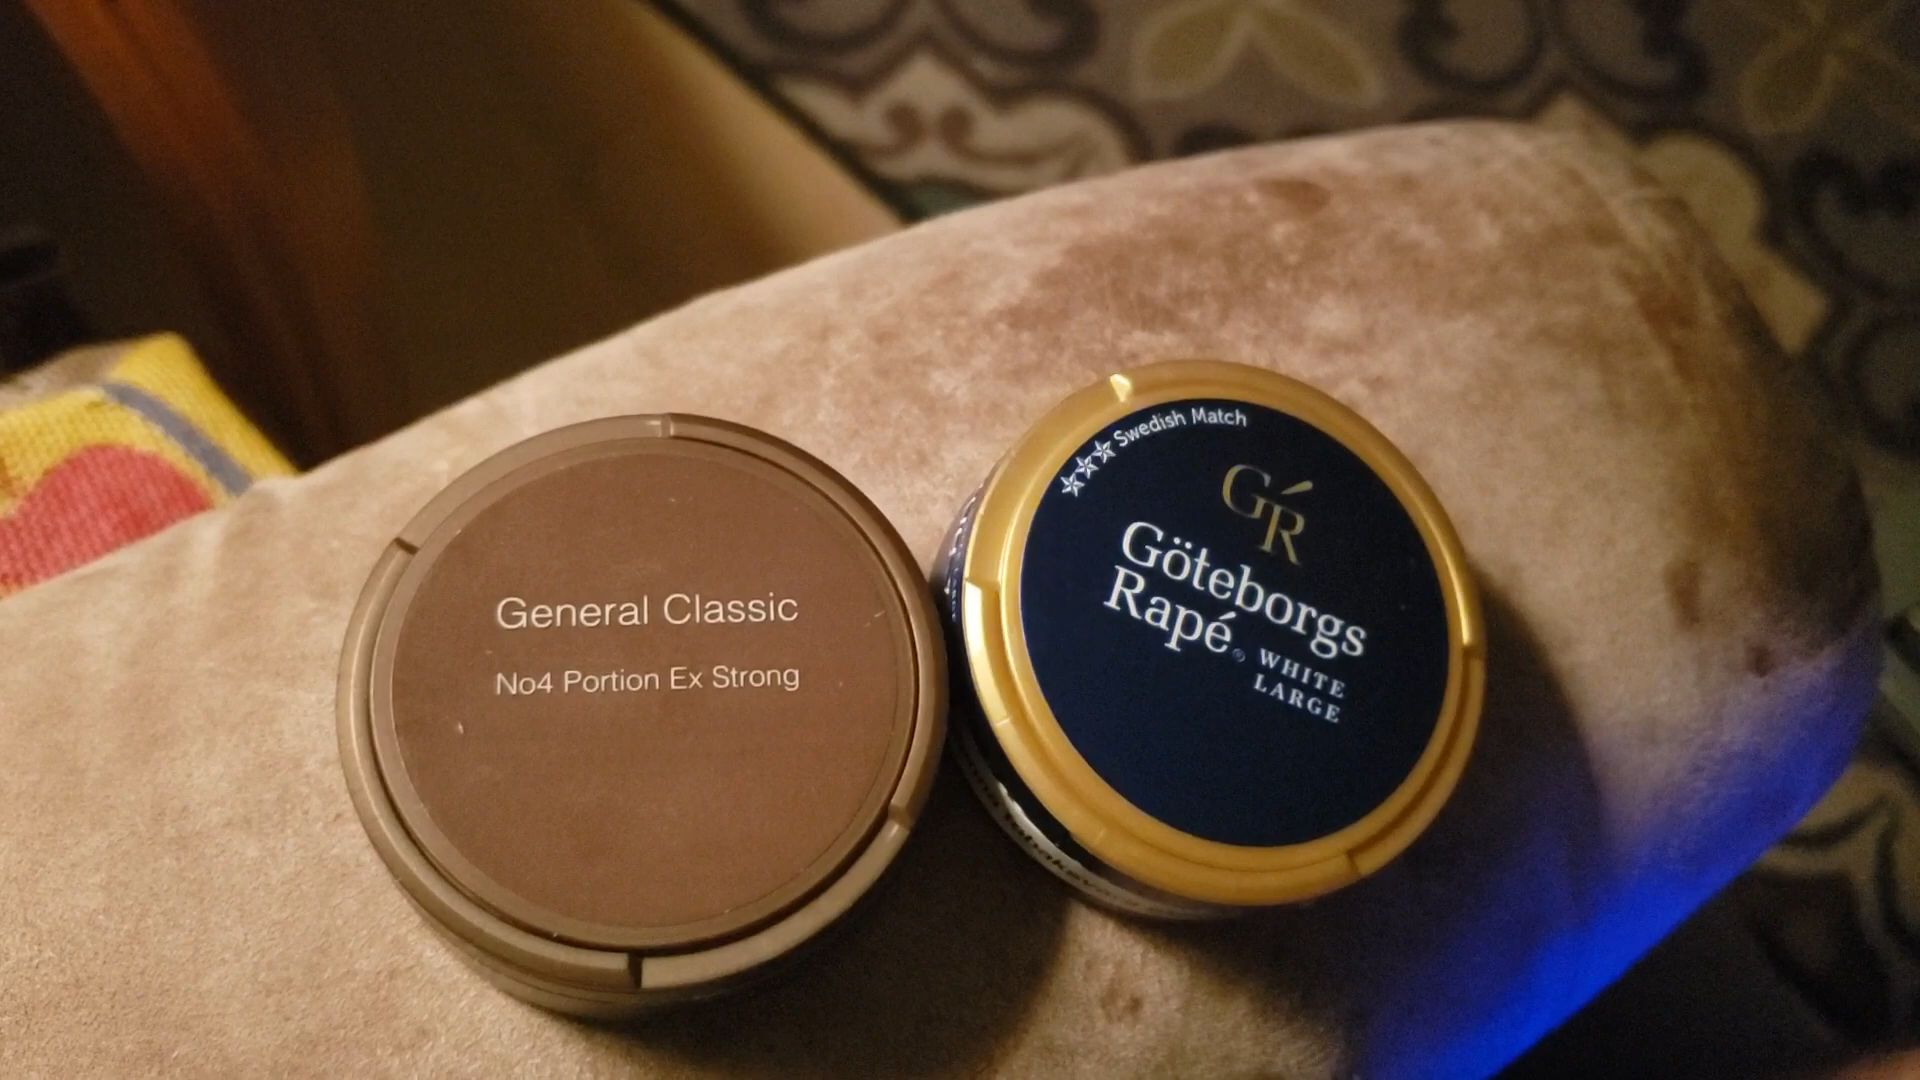 General Classic
No4 Portion Ex Strong
Swedish Match
GR
Göteborgs
Rapé®
WHITE
LARGE